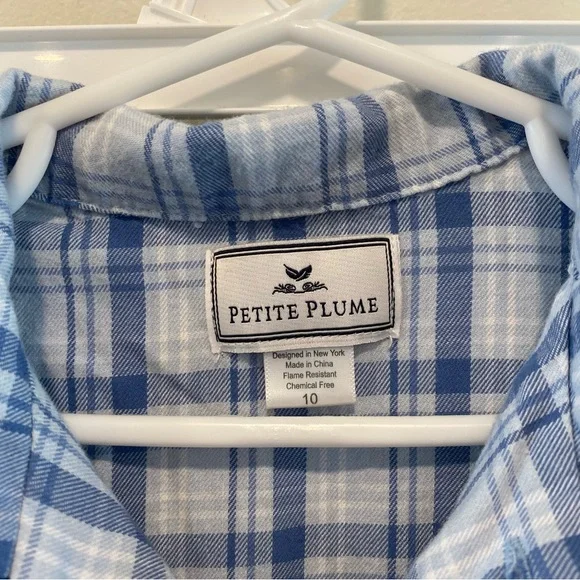 PETITE PLUME
Designed in New York
Made in China
Flame Resistant
Chemical Free
10